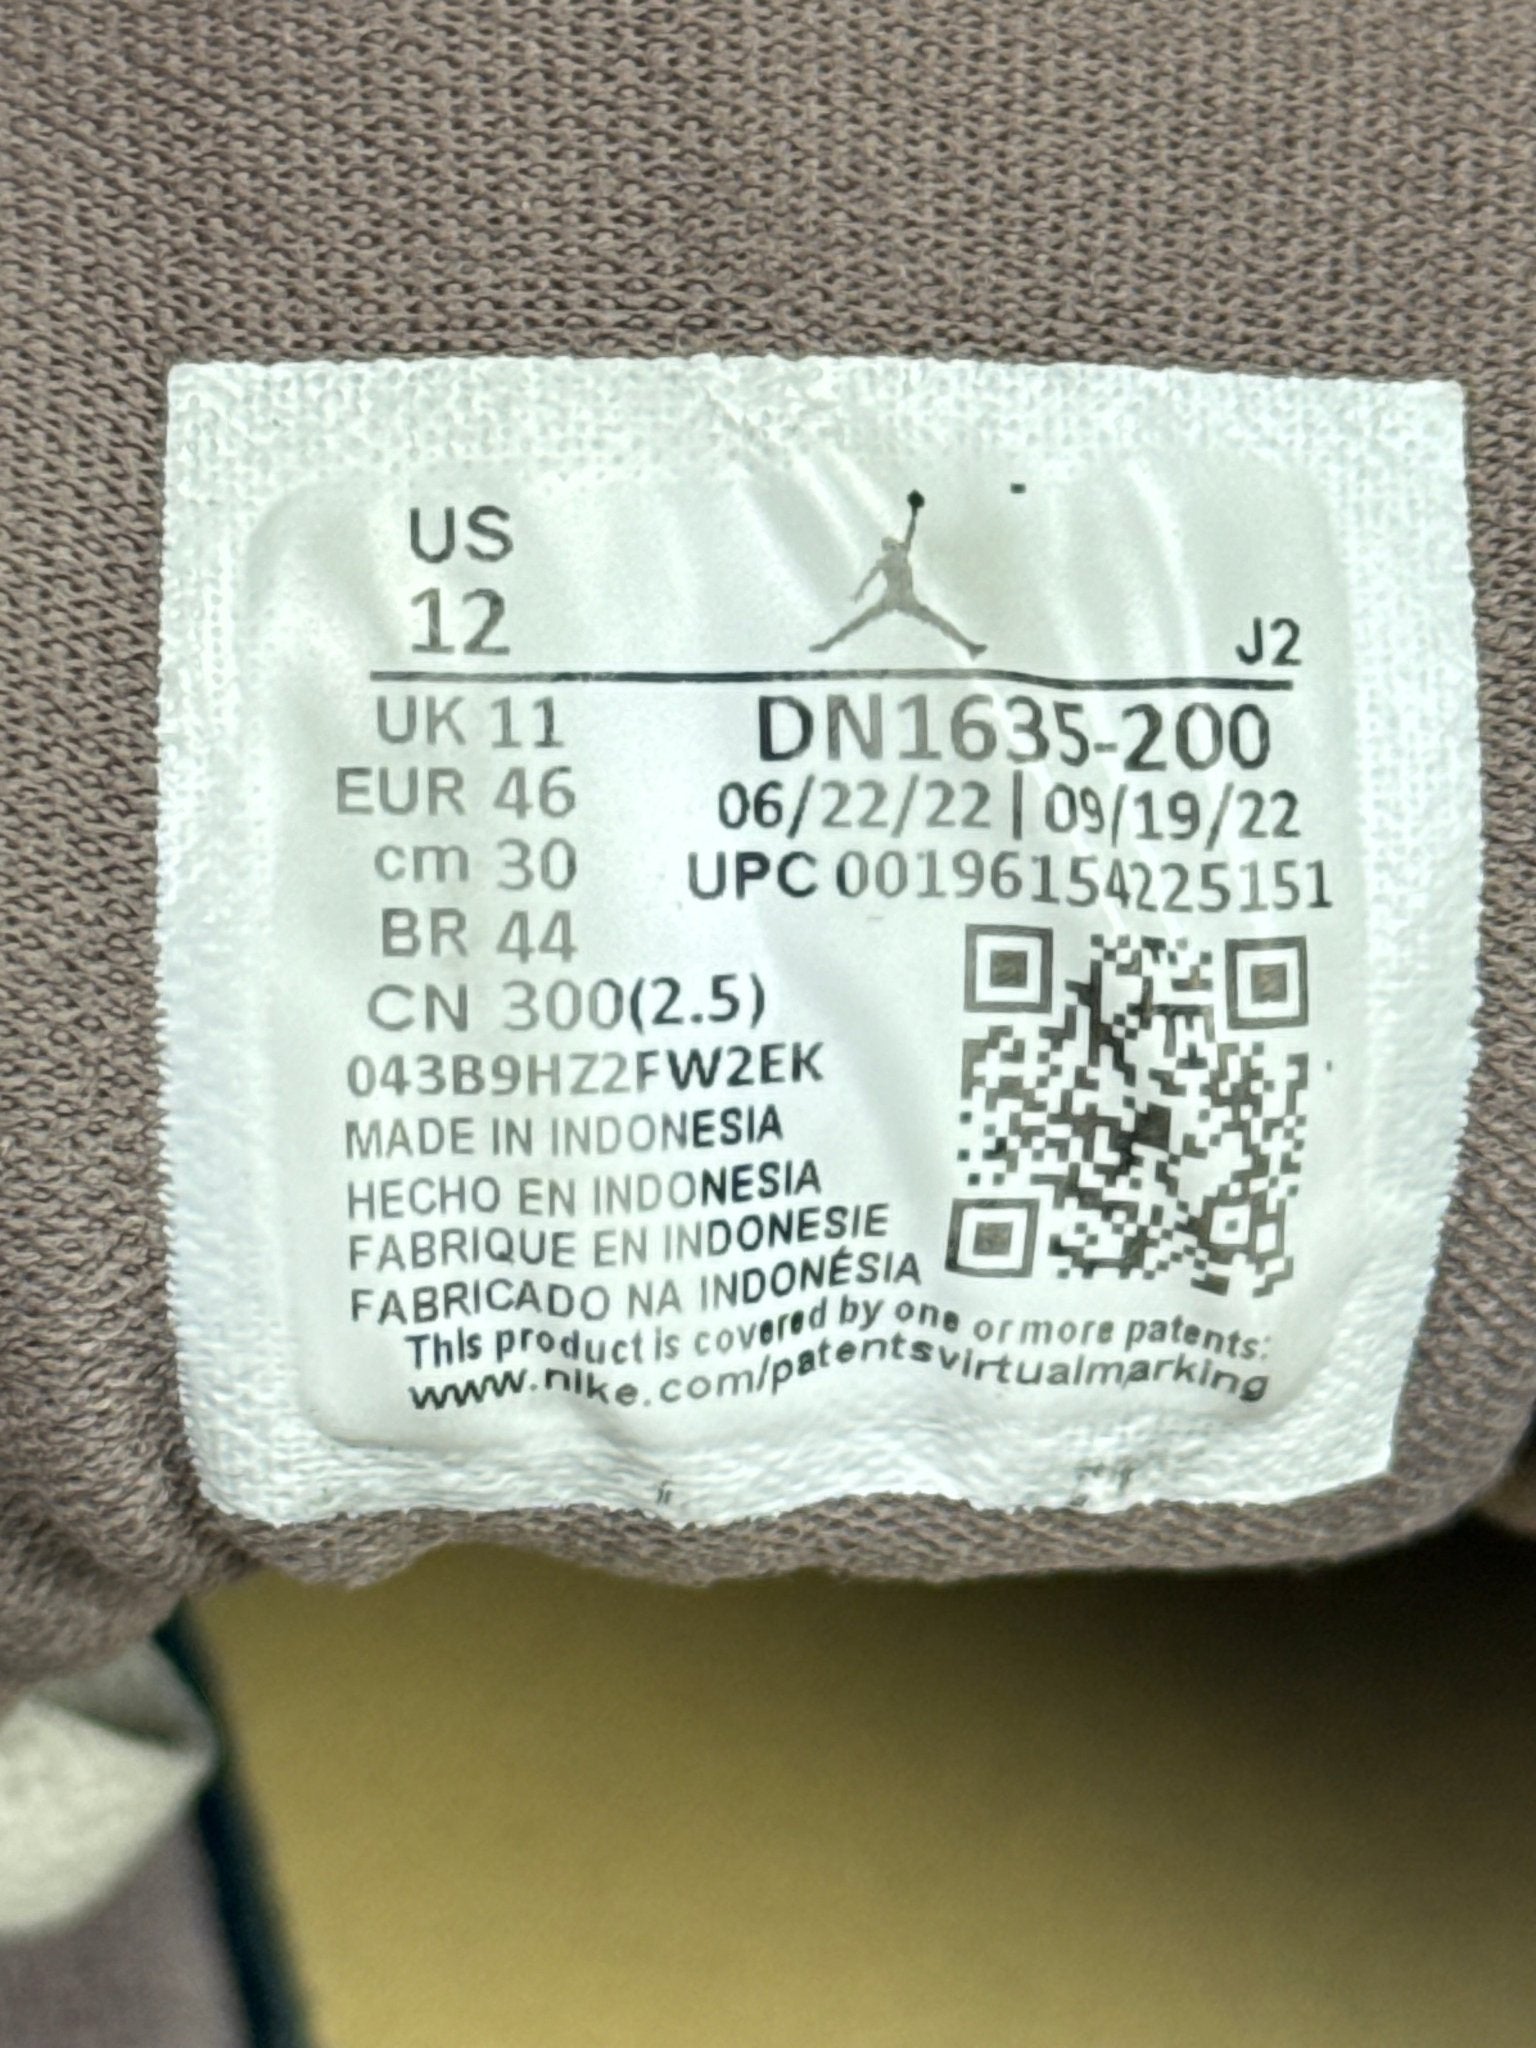 US
12
J2
UK 11
EUR 46
cm 30
BR 44
CN 300(2.5)
DN1635-200
06/22/22 | 09/19/22
UPC 00196154225151
043B9HZ2FW2EK
MADE IN INDONESIA
HECHO EN INDONESIA
FABRIQUE EN INDONESIE
FABRICADO NA INDONÉSIA
This product is covered by one or more patents:
www.nike.com/patentsvirtualmarking